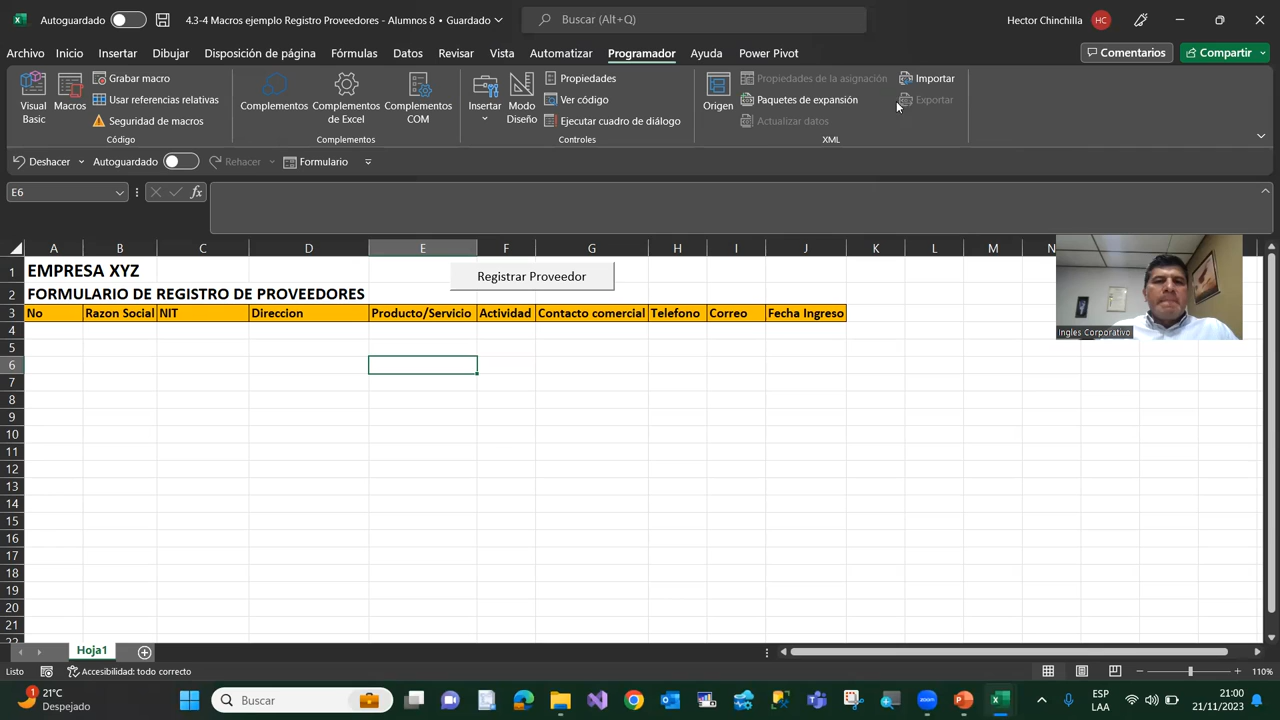 Autoguardado
4.3-4 Macros ejemplo Registro Proveedores - Alumnos 8 • Guardado
Buscar (Alt+Q)
Hector Chinchilla
HC
Archivo Inicio Insertar Dibujar Disposición de página Fórmulas Datos Revisar Vista Automatizar Programador Ayuda Power Pivot
Comentarios
Compartir
Visual Basic
Macros
Grabar macro
Usar referencias relativas
Seguridad de macros
Código
Complementos
Complementos de Excel
Complementos COM
Complementos
Insertar
Modo Diseño
Propiedades
Ver código
Ejecutar cuadro de diálogo
Controles
Origen
Propiedades de la asignación
Paquetes de expansión
Actualizar datos
Importar
Exportar
XML
Deshacer Autoguardado Rehacer Formulario
E6
fx
A B C D E F G H I J K L M N
1 EMPRESA XYZ
Registrar Proveedor
2 FORMULARIO DE REGISTRO DE PROVEEDORES
3 No Razon Social NIT Direccion Producto/Servicio Actividad Contacto comercial Telefono Correo Fecha Ingreso
4
5
6
7
8
9
10
11
12
13
14
15
16
17
18
19
20
21
22
Ingles Corporativo
Hoja1
Listo
Accesibilidad: todo correcto
110%
1
21°C
Despejado
Buscar
ESP
LAA
21:00
21/11/2023